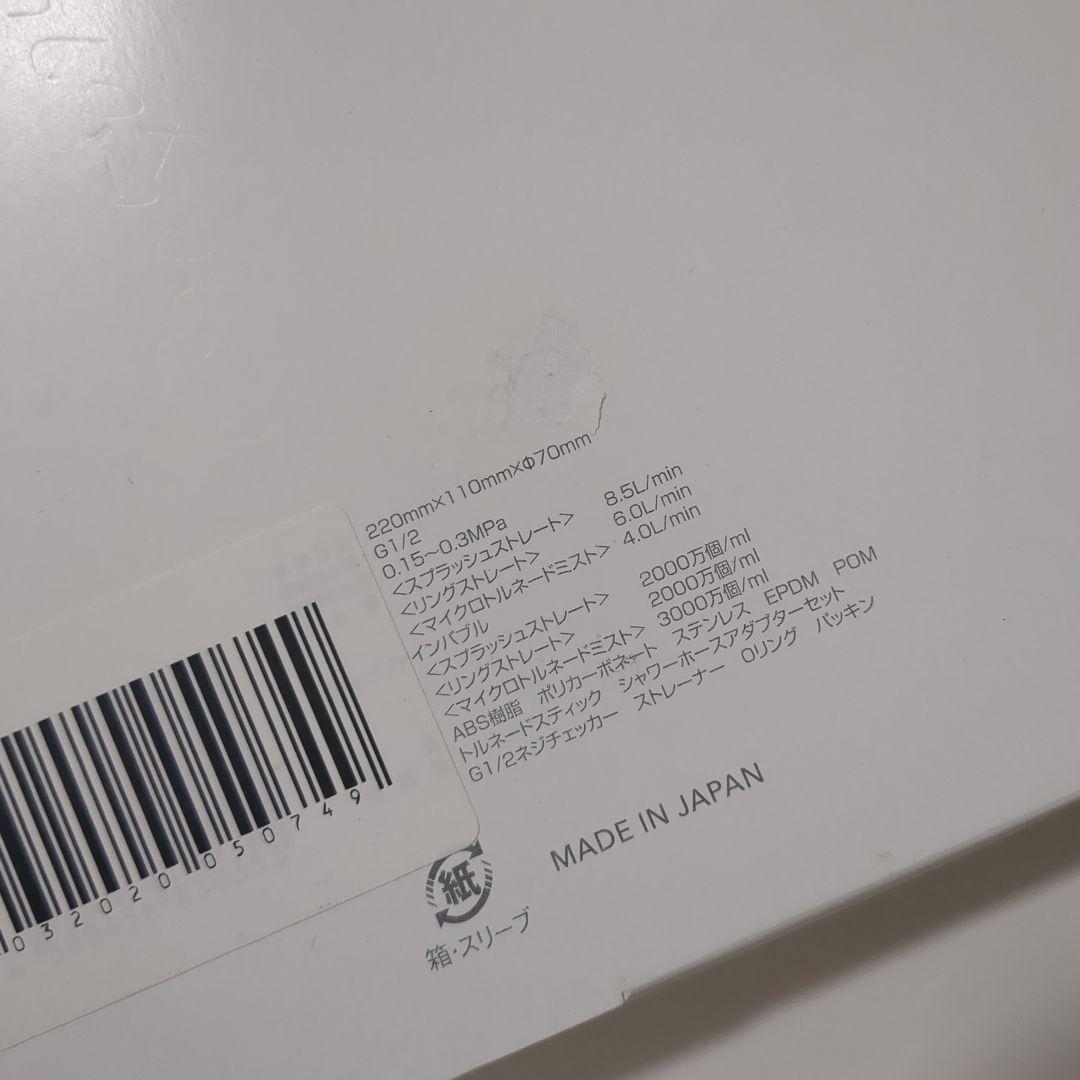 220mm×110mm×Φ70mm
G1/2
0.15〜0.3MPa
<スプラッシュストレート> 8.5L/min
<リングストレート> 6.0L/min
<マイクロトルネードミスト> 4.0L/min
インバブル
<スプラッシュストレート> 2000万個/ml
<リングストレート> 2000万個/ml
<マイクロトルネードミスト> 3000万個/ml
ABS樹脂 ポリカーボネート ステンレス EPDM POM
トルネードスティック シャワーホースアダプターセット
G1/2ネジチェッカー ストレーナー Oリング パッキン
MADE IN JAPAN
032020050749
紙
箱・スリーブ